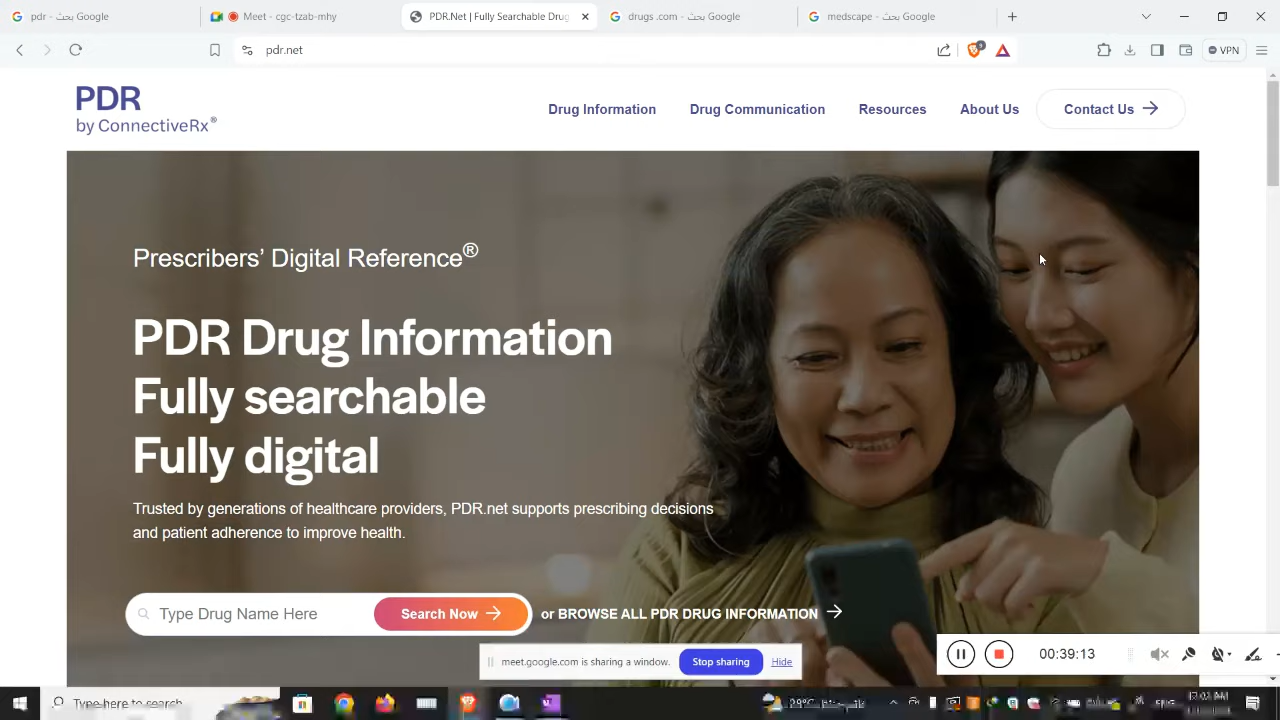 pdr - بحث Google
Meet - cgc-tzab-mhy
PDR.Net | Fully Searchable Drug
drugs .com - بحث Google
medscape - بحث Google
pdr.net
VPN
PDR
by ConnectiveRx®
Drug Information
Drug Communication
Resources
About Us
Contact Us
Prescribers’ Digital Reference®
PDR Drug Information
Fully searchable
Fully digital
Trusted by generations of healthcare providers, PDR.net supports prescribing decisions
and patient adherence to improve health.
Type Drug Name Here
Search Now
or BROWSE ALL PDR DRUG INFORMATION
meet.google.com is sharing a window.
Stop sharing
Hide
00:39:13
Type here to search